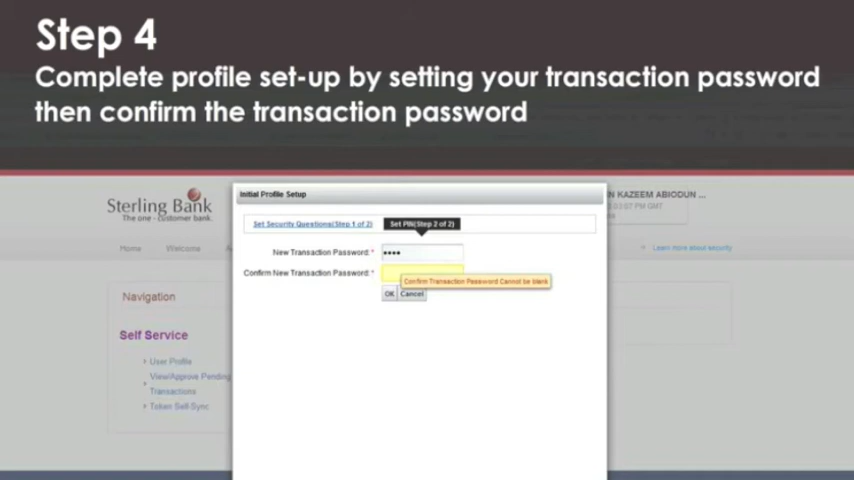 Step 4
Complete profile set-up by setting your transaction password
then confirm the transaction password
Initial Profile Setup
Sterling Bank
The one - customer bank.
N KAZEEM ABIODUN ...
07 PM GMT
Set Security Questions(Step 1 of 2)
Set PIN(Step 2 of 2)
Home
Welcome
Learn more about security
New Transaction Password:*
••••
Confirm New Transaction Password:*
Confirm Transaction Password Cannot be blank
OK
Cancel
Navigation
Self Service
User Profile
View/Approve Pending
Transactions
Token Self-Sync.